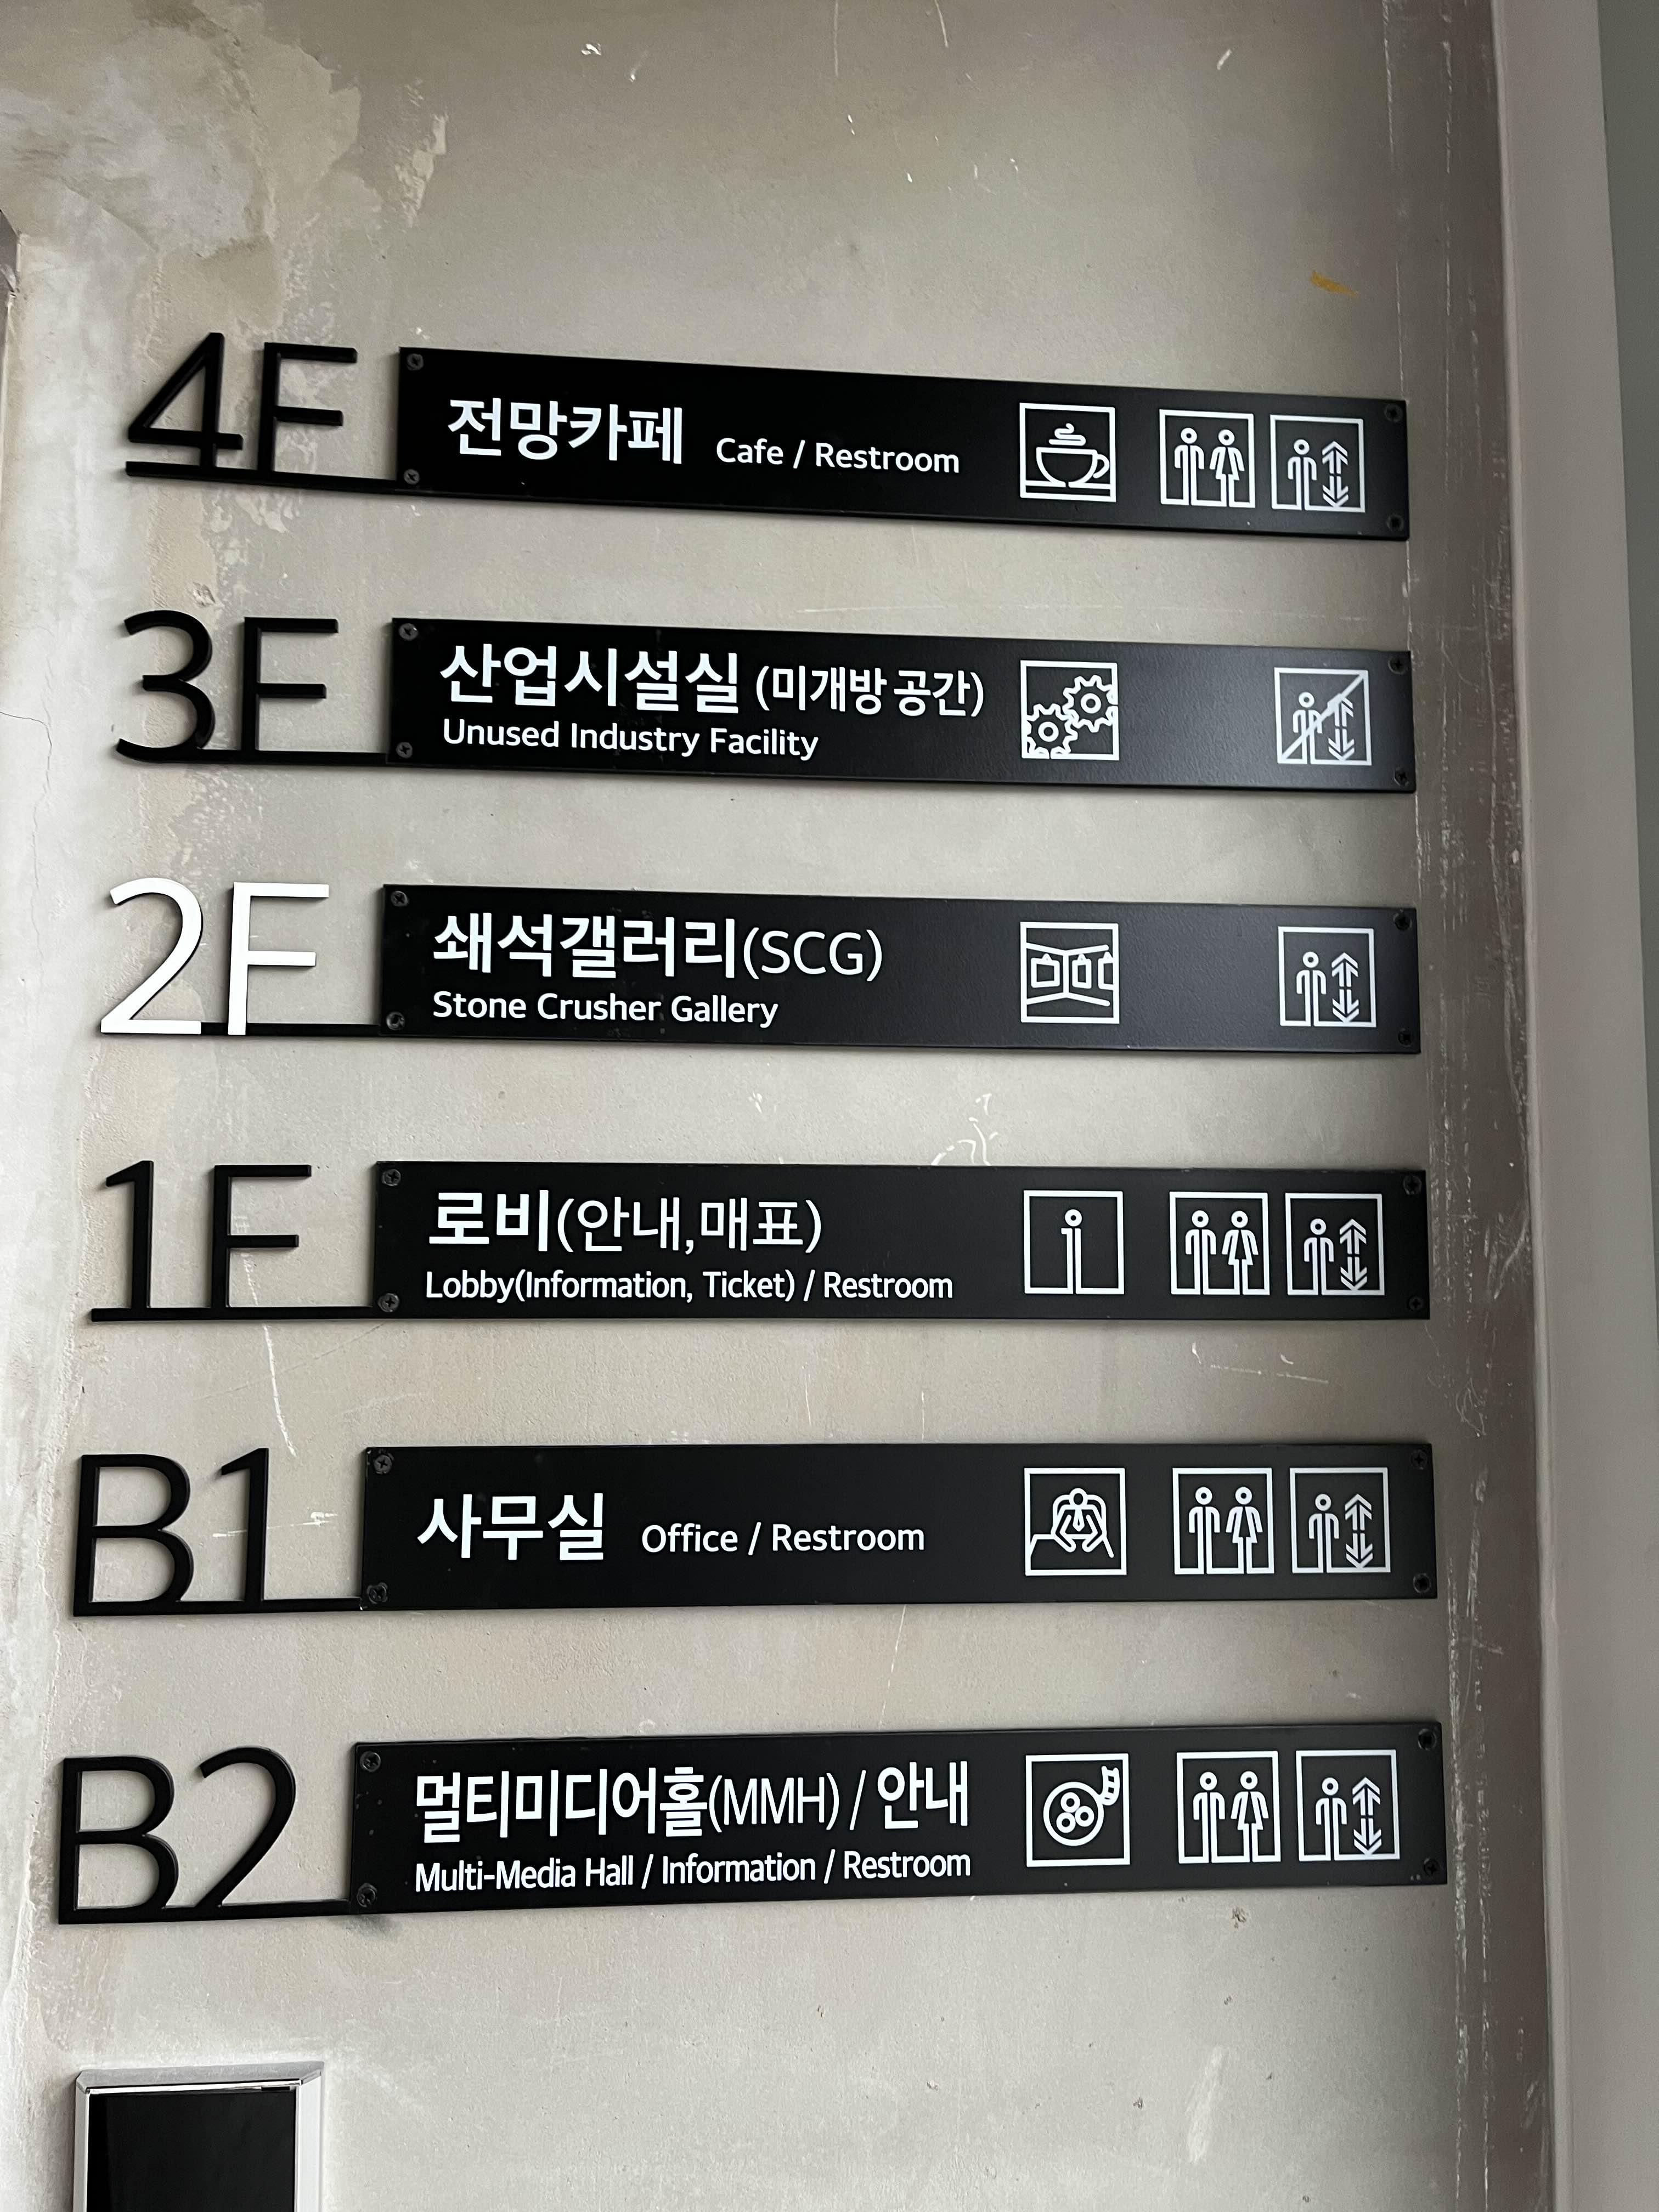 4F
전망카페 Cafe / Restroom
3F
산업시설실 (미개방 공간)
Unused Industry Facility
2F
쇄석갤러리(SCG)
Stone Crusher Gallery
1F
로비(안내,매표)
Lobby(Information, Ticket) / Restroom
B1
사무실 Office / Restroom
B2
멀티미디어홀(MMH) / 안내
Multi-Media Hall / Information / Restroom